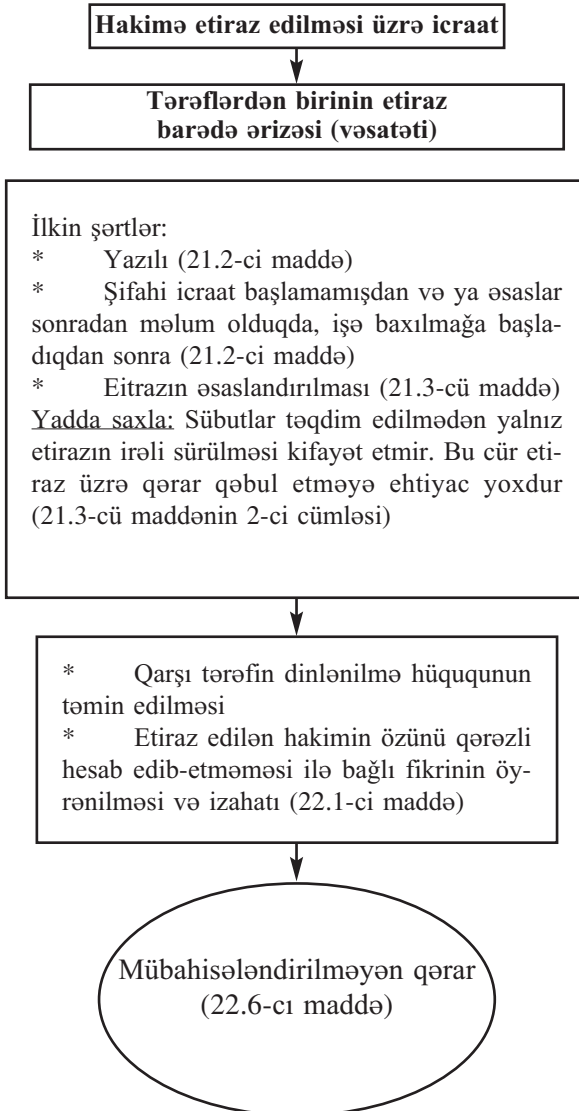 Hakimə etiraz edilməsi üzrə icraat
Tərəflərdən birinin etiraz
barədə ərizəsi (vəsatəti)
İlkin şərtlər:
* Yazılı (21.2-ci maddə)
* Şifahi icraat başlamamışdan və ya əsaslar
sonradan məlum olduqda, işə baxılmağa başla-
dıqdan sonra (21.2-ci maddə)
* Eitrazın əsaslandırılması (21.3-cü maddə)
Yadda saxla: Sübutlar təqdim edilmədən yalnız
etirazın irəli sürülməsi kifayət etmir. Bu cür eti-
raz üzrə qərar qəbul etməyə ehtiyac yoxdur
(21.3-cü maddənin 2-ci cümləsi)
* Qarşı tərəfin dinlənilmə hüququnun
təmin edilməsi
* Etiraz edilən hakimin özünü qərəzli
hesab edib-etməməsi ilə bağlı fikrinin öy-
rənilməsi və izahatı (22.1-ci maddə)
Mübahisələndirilməyən qərar
(22.6-cı maddə)